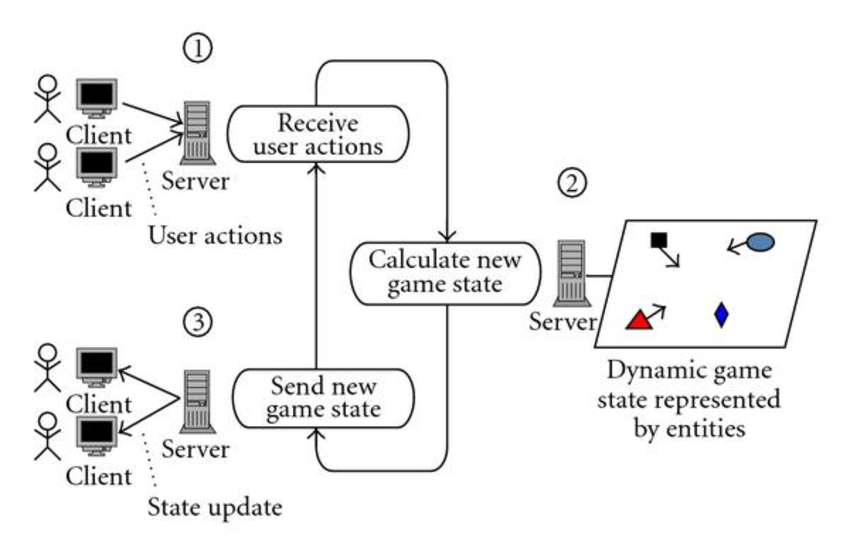 ①
Client
Client
Server
User actions
Receive
user actions
②
Calculate new
game state
Server
Dynamic game
state represented
by entities
③
Client
Client
Server
State update
Send new
game state